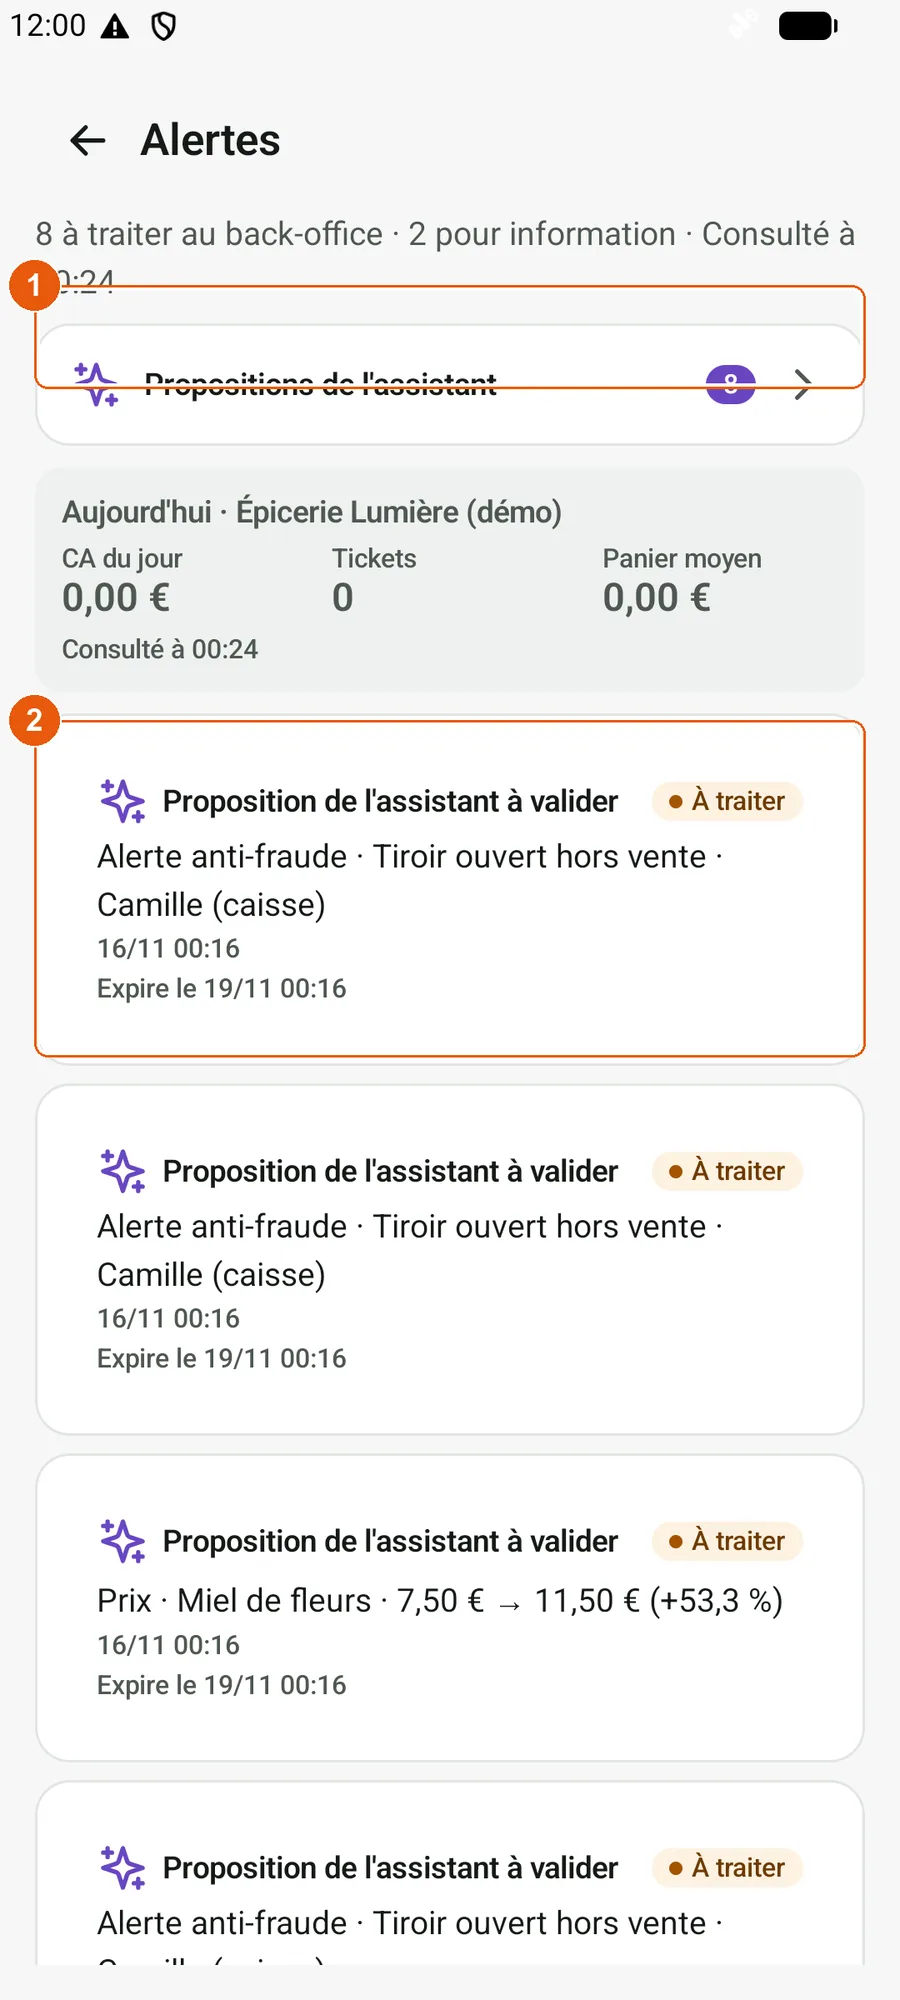 12:00
Alertes
8 à traiter au back-office · 2 pour information · Consulté à
0:24
1
Propositions de l'assistant
8
Aujourd'hui · Épicerie Lumière (démo)
CA du jour Tickets Panier moyen
0,00 € 0 0,00 €
Consulté à 00:24
2
Proposition de l'assistant à valider À traiter
Alerte anti-fraude · Tiroir ouvert hors vente ·
Camille (caisse)
16/11 00:16
Expire le 19/11 00:16
Proposition de l'assistant à valider À traiter
Alerte anti-fraude · Tiroir ouvert hors vente ·
Camille (caisse)
16/11 00:16
Expire le 19/11 00:16
Proposition de l'assistant à valider À traiter
Prix · Miel de fleurs · 7,50 € → 11,50 € (+53,3 %)
16/11 00:16
Expire le 19/11 00:16
Proposition de l'assistant à valider À traiter
Alerte anti-fraude · Tiroir ouvert hors vente ·